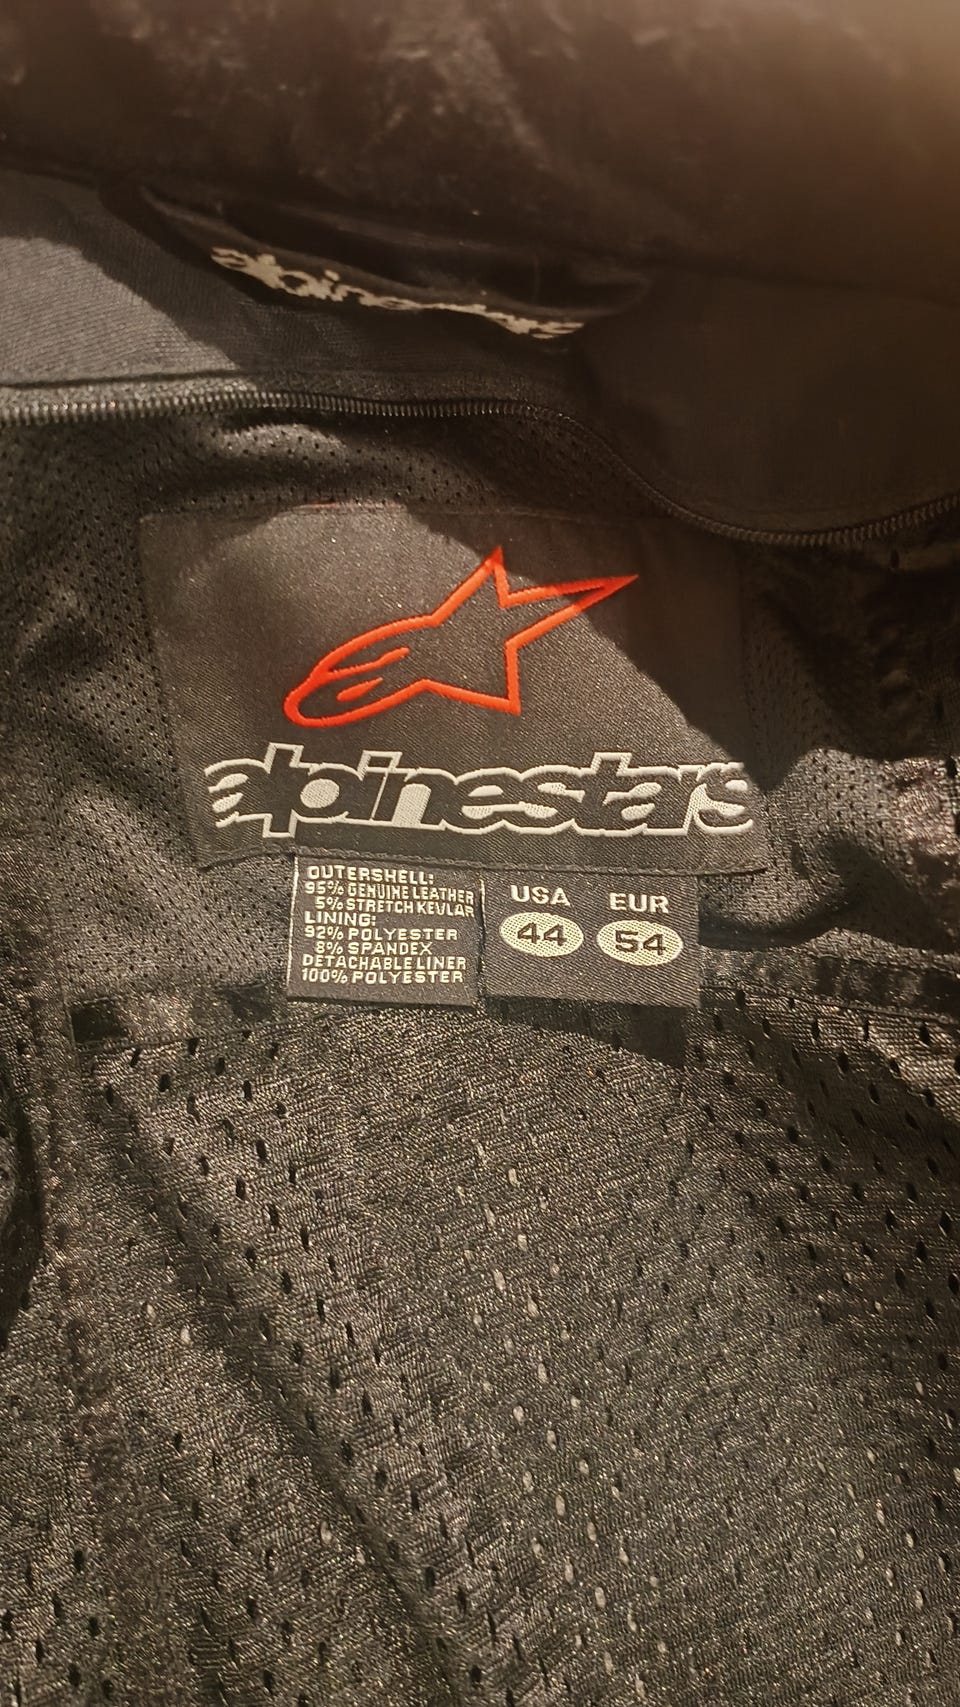 alpinestars
alpinestars
OUTERSHELL:
95% GENUINE LEATHER
5% STRETCH KEVLAR
LINING:
92% POLYESTER
8% SPANDEX
DETACHABLE LINER
100% POLYESTER
USA EUR
44 54